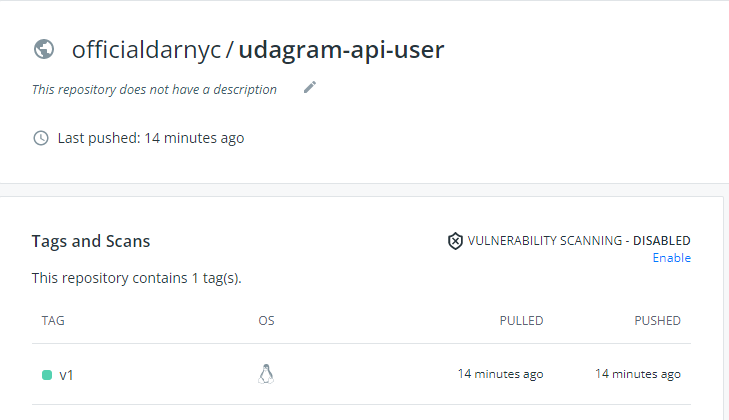 officialdarnyc / udagram-api-user
This repository does not have a description
Last pushed: 14 minutes ago
Tags and Scans
VULNERABILITY SCANNING - DISABLED
Enable
This repository contains 1 tag(s).
TAG OS PULLED PUSHED
v1 14 minutes ago 14 minutes ago